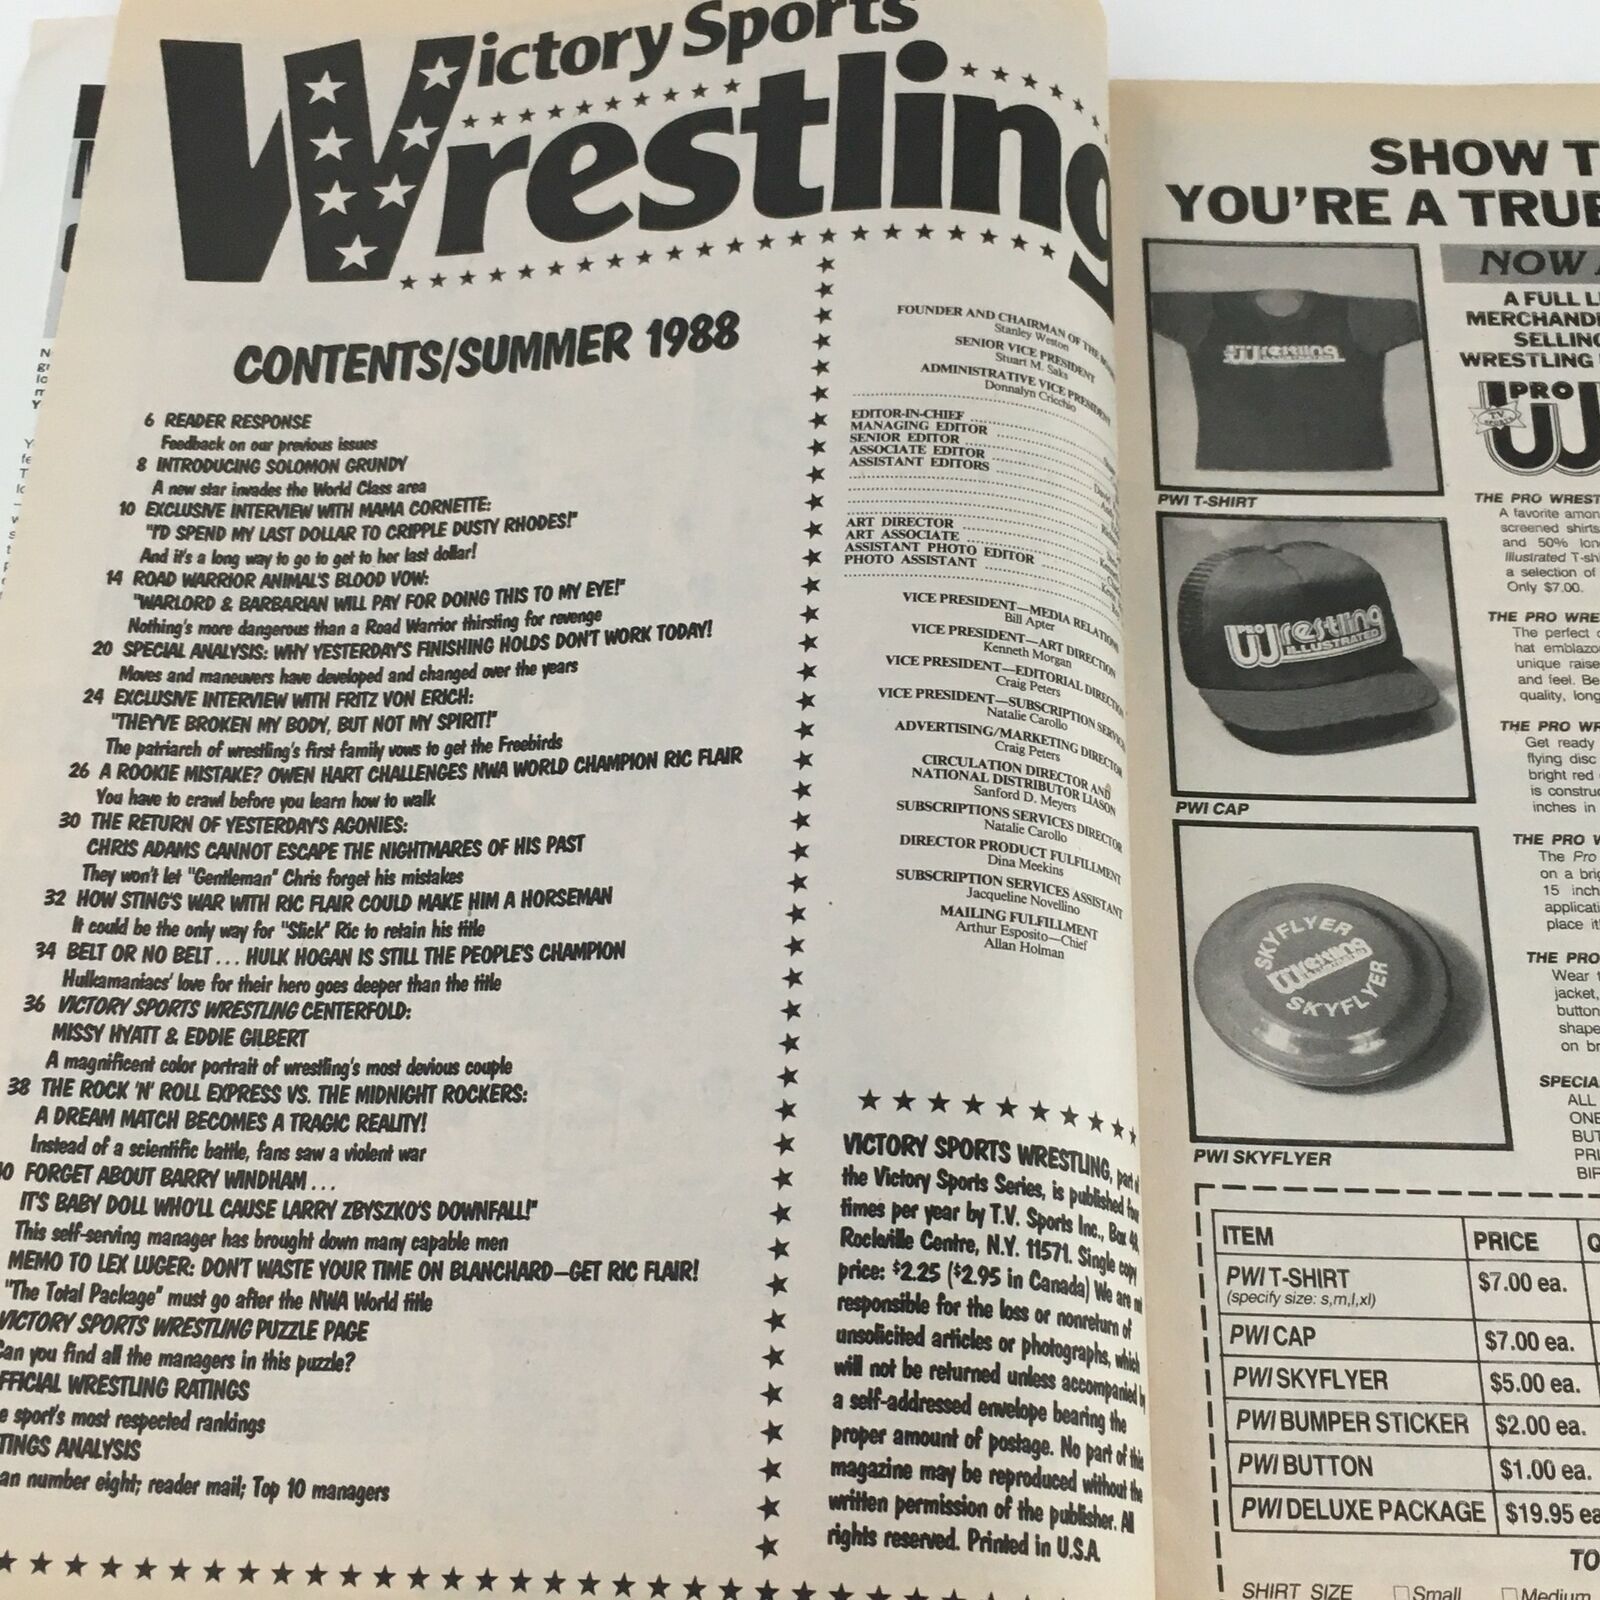 Victory Sports
Wrestling
CONTENTS/SUMMER 1988
6 READER RESPONSE
Feedback on our previous issues
8 INTRODUCING SOLOMON GRUNDY
A new star invades the World Class area
10 EXCLUSIVE INTERVIEW WITH MAMA CORNETTE:
"I'D SPEND MY LAST DOLLAR TO CRIPPLE DUSTY RHODES!"
And it's a long way to go to get to her last dollar!
14 ROAD WARRIOR ANIMAL'S BLOOD VOW:
"WARLORD & BARBARIAN WILL PAY FOR DOING THIS TO MY EYE!"
Nothing's more dangerous than a Road Warrior thirsting for revenge
20 SPECIAL ANALYSIS: WHY YESTERDAY'S FINISHING HOLDS DON'T WORK TODAY!
Moves and maneuvers have developed and changed over the years
24 EXCLUSIVE INTERVIEW WITH FRITZ VON ERICH:
"THEY'VE BROKEN MY BODY, BUT NOT MY SPIRIT!"
The patriarch of wrestling's first family vows to get the Freebirds
26 A ROOKIE MISTAKE? OWEN HART CHALLENGES NWA WORLD CHAMPION RIC FLAIR
You have to crawl before you learn how to walk
30 THE RETURN OF YESTERDAY'S AGONIES:
CHRIS ADAMS CANNOT ESCAPE THE NIGHTMARES OF HIS PAST
They won't let "Gentleman" Chris forget his mistakes
32 HOW STING'S WAR WITH RIC FLAIR COULD MAKE HIM A HORSEMAN
It could be the only way for "Slick" Ric to retain his title
34 BELT OR NO BELT... HULK HOGAN IS STILL THE PEOPLE'S CHAMPION
Hulkamaniacs' love for their hero goes deeper than the title
36 VICTORY SPORTS WRESTLING CENTERFOLD:
MISSY HYATT & EDDIE GILBERT
A magnificent color portrait of wrestling's most devious couple
38 THE ROCK 'N' ROLL EXPRESS VS. THE MIDNIGHT ROCKERS:
A DREAM MATCH BECOMES A TRAGIC REALITY!
Instead of a scientific battle, fans saw a violent war
FORGET ABOUT BARRY WINDHAM...
IT'S BABY DOLL WHO'LL CAUSE LARRY ZBYSZKO'S DOWNFALL!"
This self-serving manager has brought down many capable men
MEMO TO LEX LUGER: DON'T WASTE YOUR TIME ON BLANCHARD—GET RIC FLAIR!
"The Total Package" must go after the NWA World title
VICTORY SPORTS WRESTLING PUZZLE PAGE
Can you find all the managers in this puzzle?
FFICIAL WRESTLING RATINGS
e sport's most respected rankings
TINGS ANALYSIS
an number eight; reader mail; Top 10 managers
FOUNDER AND CHAIRMAN OF THE
Stanley Weston
SENIOR VICE PRESIDENT
Stuart M. Saks
ADMINISTRATIVE VICE PRESIDENT
Donnalyn Cricchio
EDITOR-IN-CHIEF
MANAGING EDITOR
SENIOR EDITOR
ASSOCIATE EDITOR
ASSISTANT EDITORS
ART DIRECTOR
ART ASSOCIATE
ASSISTANT PHOTO EDITOR
PHOTO ASSISTANT
VICE PRESIDENT—MEDIA RELATIONS
Bill Apter
VICE PRESIDENT—ART DIRECTION
Kenneth Morgan
VICE PRESIDENT—EDITORIAL DIRECTION
Craig Peters
VICE PRESIDENT—SUBSCRIPTION SERVICES
Natalie Carollo
ADVERTISING/MARKETING DIRECTOR
Craig Peters
CIRCULATION DIRECTOR AND
NATIONAL DISTRIBUTOR LIASON
Sanford D. Meyers
SUBSCRIPTIONS SERVICES DIRECTOR
Natalie Carollo
DIRECTOR PRODUCT FULFILLMENT
Dina Meekins
SUBSCRIPTION SERVICES ASSISTANT
Jacqueline Novellino
MAILING FULFILLMENT
Arthur Esposito—Chief
Allan Holman
VICTORY SPORTS WRESTLING, part of
the Victory Sports Series, is published four
times per year by T.V. Sports Inc., Box 48,
Rockville Centre, N.Y. 11571. Single copy
price: $2.25 ($2.95 in Canada) We are not
responsible for the loss or nonreturn of
unsolicited articles or photographs, which
will not be returned unless accompanied by
a self-addressed envelope bearing the
proper amount of postage. No part of this
magazine may be reproduced without the
written permission of the publisher. All
rights reserved. Printed in U.S.A.
SHOW T
YOU'RE A TRUE
NOW
A FULL L
MERCHAND
SELLING
WRESTLING
PRO
TV SPORTS
Wrestling
PWI T-SHIRT
Wrestling
ILLUSTRATED
PWI CAP
SKYFLYER
Wrestling
SKYFLYER
PWI SKYFLYER
THE PRO WREST
A favorite amon
screened shirts
and 50% lon
Illustrated T-shi
a selection of
Only $7.00.
THE PRO WRE
The perfect
hat emblazo
unique raise
and feel. Be
quality, long
THE PRO WR
Get ready
flying disc
bright red
is constru
inches in
THE PRO W
The Pro
on a brig
15 inch
applicati
place it
THE PRO
Wear t
jacket,
button
shape
on br
SPECIA
ALL
ONE
BUT
PRI
BIF
ITEM PRICE Q
PWI T-SHIRT $7.00 ea.
(specify size: s,m,l,xl)
PWI CAP $7.00 ea.
PWI SKYFLYER $5.00 ea.
PWI BUMPER STICKER $2.00 ea.
PWI BUTTON $1.00 ea.
PWI DELUXE PACKAGE $19.95 ea
TO
SHIRT SIZE Small Medium